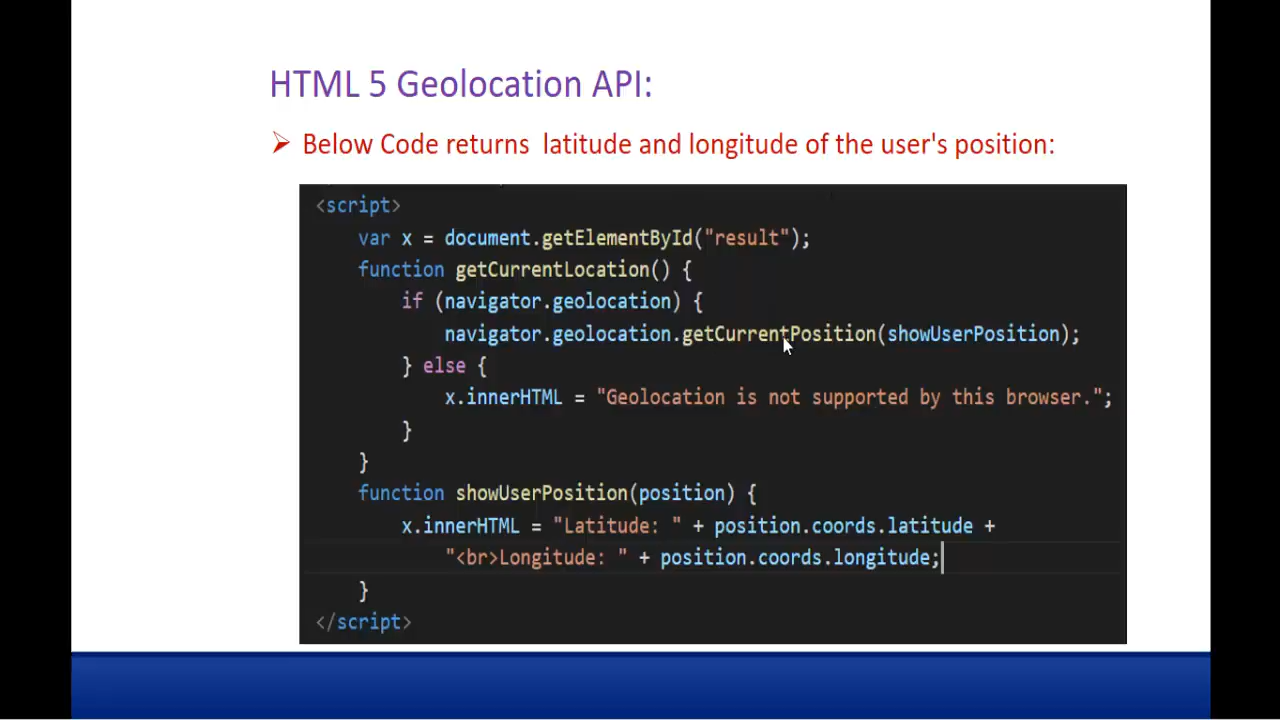 HTML 5 Geolocation API:
➢ Below Code returns latitude and longitude of the user's position:
<script>
var x = document.getElementById("result");
function getCurrentLocation() {
if (navigator.geolocation) {
navigator.geolocation.getCurrentPosition(showUserPosition);
} else {
x.innerHTML = "Geolocation is not supported by this browser.";
}
}
function showUserPosition(position) {
x.innerHTML = "Latitude: " + position.coords.latitude +
"<br>Longitude: " + position.coords.longitude;
}
</script>